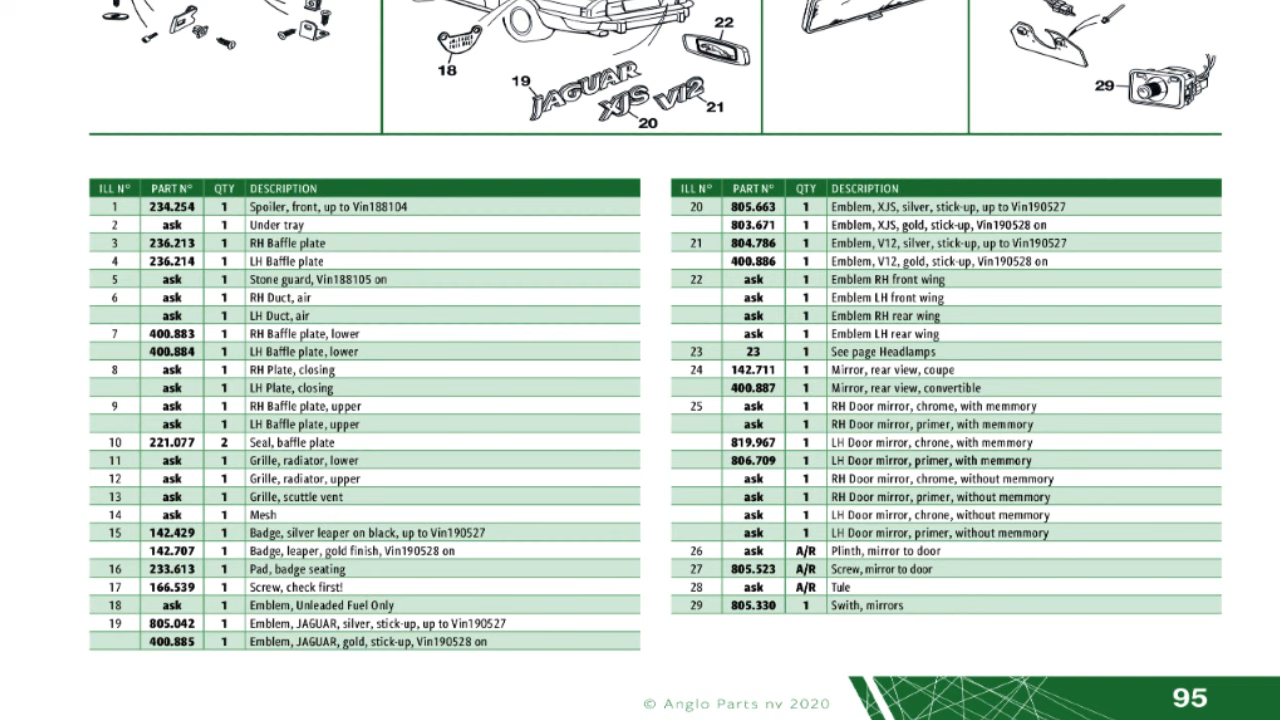 22
18
19
JAGUAR
XJS
V12
21
20
29
ILL N° PART N° QTY DESCRIPTION
1 234.254 1 Spoiler, front, up to Vin188104
2 ask 1 Under tray
3 236.213 1 RH Baffle plate
4 236.214 1 LH Baffle plate
5 ask 1 Stone guard, Vin188105 on
6 ask 1 RH Duct, air
ask 1 LH Duct, air
7 400.883 1 RH Baffle plate, lower
400.884 1 LH Baffle plate, lower
8 ask 1 RH Plate, closing
ask 1 LH Plate, closing
9 ask 1 RH Baffle plate, upper
ask 1 LH Baffle plate, upper
10 221.077 2 Seal, baffle plate
11 ask 1 Grille, radiator, lower
12 ask 1 Grille, radiator, upper
13 ask 1 Grille, scuttle vent
14 ask 1 Mesh
15 142.429 1 Badge, silver leaper on black, up to Vin190527
142.707 1 Badge, leaper, gold finish, Vin190528 on
16 233.613 1 Pad, badge seating
17 166.539 1 Screw, check first!
18 ask 1 Emblem, Unleaded Fuel Only
19 805.042 1 Emblem, JAGUAR, silver, stick-up, up to Vin190527
400.885 1 Emblem, JAGUAR, gold, stick-up, Vin190528 on
ILL N° PART N° QTY DESCRIPTION
20 805.663 1 Emblem, XJS, silver, stick-up, up to Vin190527
803.671 1 Emblem, XJS, gold, stick-up, Vin190528 on
21 804.786 1 Emblem, V12, silver, stick-up, up to Vin190527
400.886 1 Emblem, V12, gold, stick-up, Vin190528 on
22 ask 1 Emblem RH front wing
ask 1 Emblem LH front wing
ask 1 Emblem RH rear wing
ask 1 Emblem LH rear wing
23 23 1 See page Headlamps
24 142.711 1 Mirror, rear view, coupe
400.887 1 Mirror, rear view, convertible
25 ask 1 RH Door mirror, chrome, with memmory
ask 1 RH Door mirror, primer, with memmory
819.967 1 LH Door mirror, chrone, with memmory
806.709 1 LH Door mirror, primer, with memmory
ask 1 RH Door mirror, chrome, without memmory
ask 1 RH Door mirror, primer, without memmory
ask 1 LH Door mirror, chrone, without memmory
ask 1 LH Door mirror, primer, without memmory
26 ask A/R Plinth, mirror to door
27 805.523 A/R Screw, mirror to door
28 ask A/R Tule
29 805.330 1 Swith, mirrors
© Anglo Parts nv 2020
95